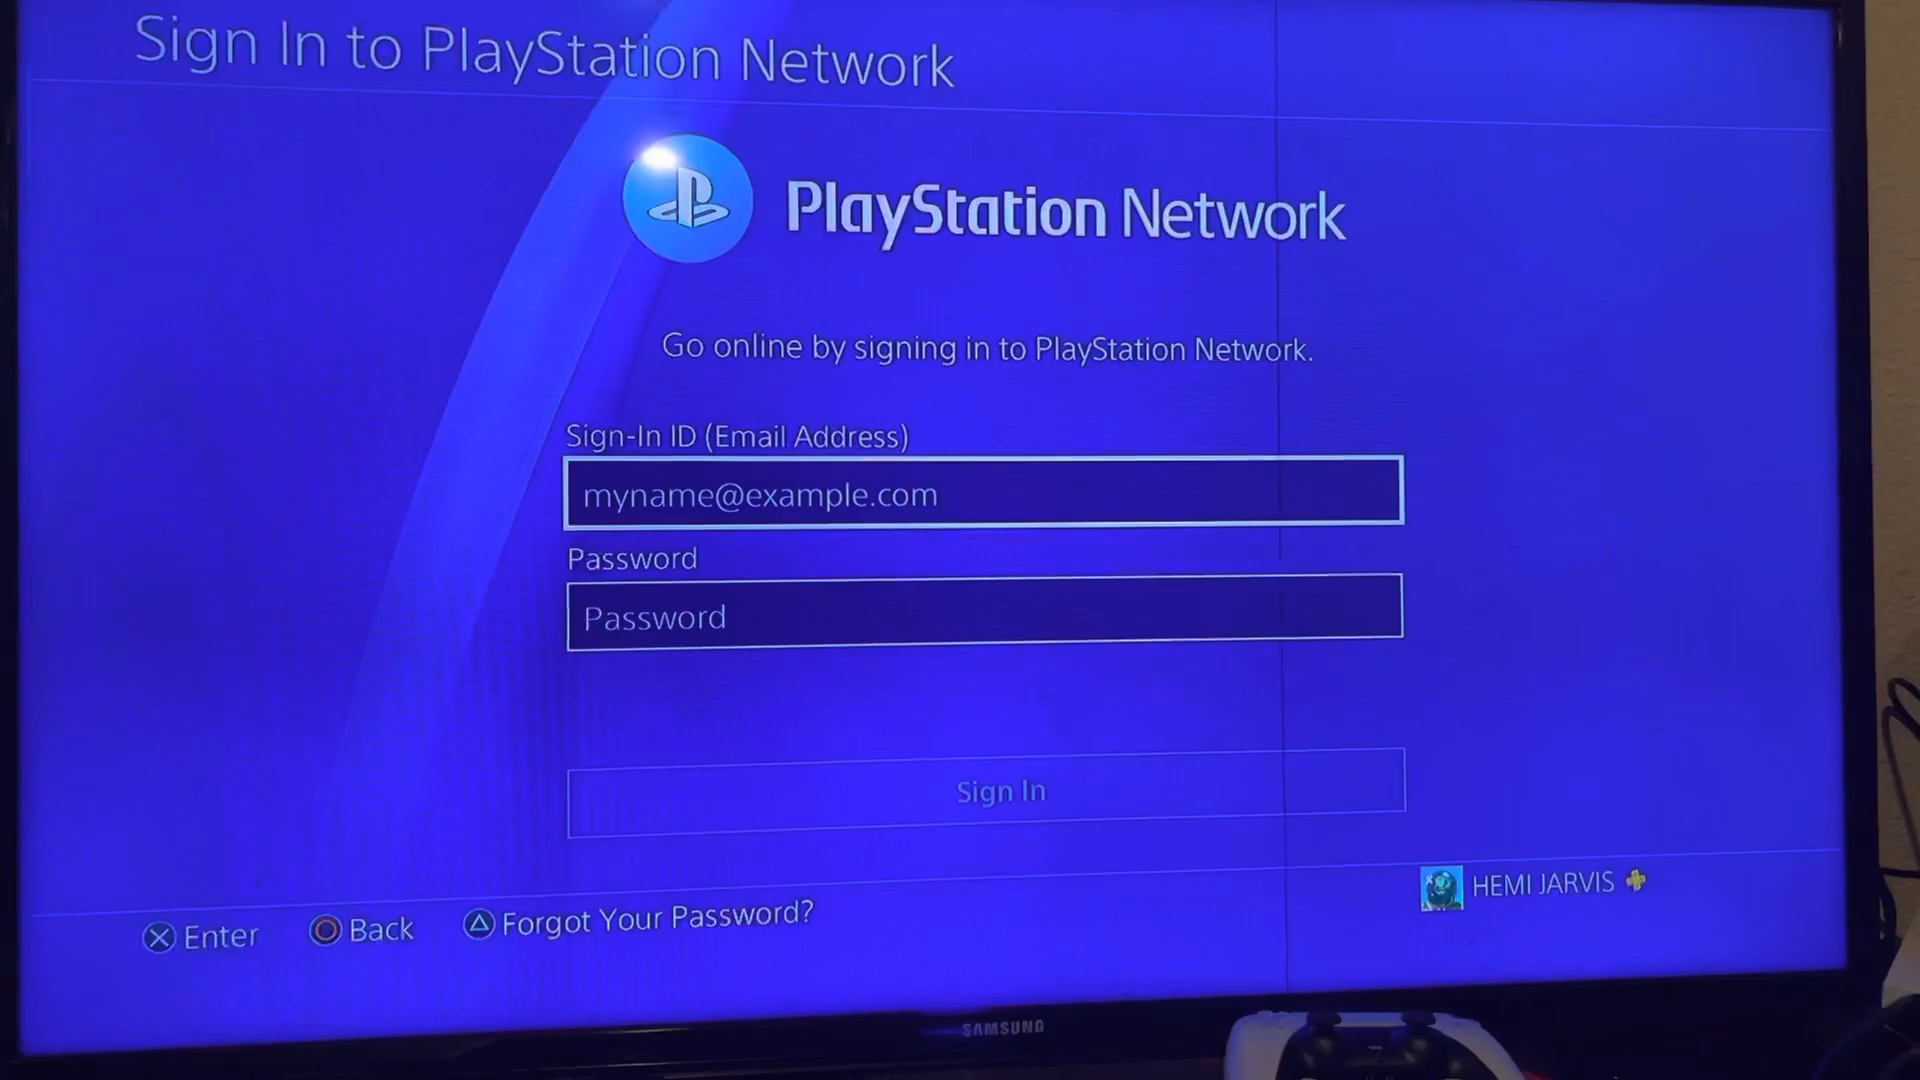 Sign In to PlayStation Network
PlayStation Network
Go online by signing in to PlayStation Network.
Sign-In ID (Email Address)
myname@example.com
Password
Password
Sign In
HEMI JARVIS
Enter Back Forgot Your Password?
SAMSUNG